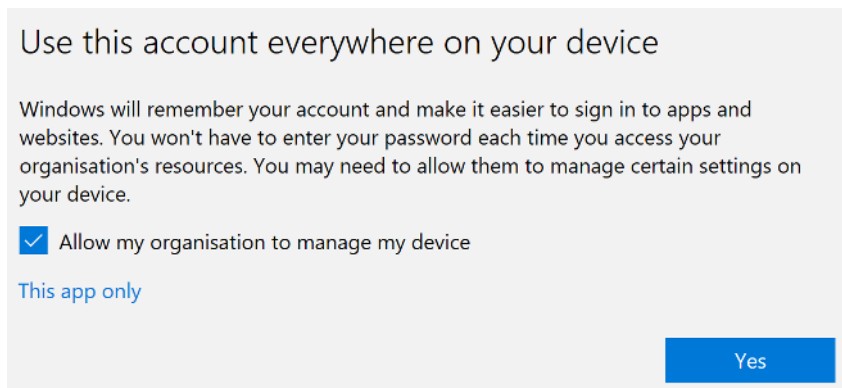 Use this account everywhere on your device
Windows will remember your account and make it easier to sign in to apps and
websites. You won't have to enter your password each time you access your
organisation's resources. You may need to allow them to manage certain settings on
your device.
Allow my organisation to manage my device
This app only
Yes